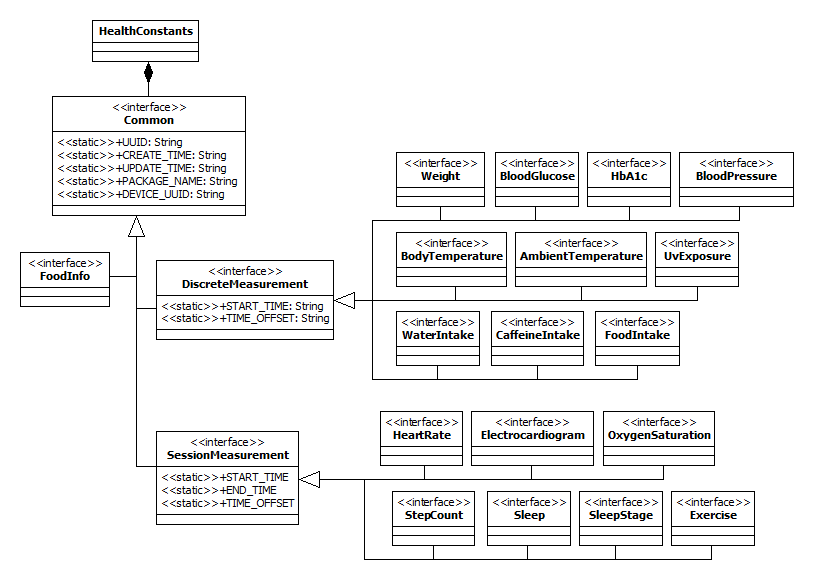 HealthConstants
<<interface>>
Common
<<static>>+UUID: String
<<static>>+CREATE_TIME: String
<<static>>+UPDATE_TIME: String
<<static>>+PACKAGE_NAME: String
<<static>>+DEVICE_UUID: String
<<interface>>
Weight
<<interface>>
BloodGlucose
<<interface>>
HbA1c
<<interface>>
BloodPressure
<<interface>>
FoodInfo
<<interface>>
DiscreteMeasurement
<<static>>+START_TIME: String
<<static>>+TIME_OFFSET: String
<<interface>>
BodyTemperature
<<interface>>
AmbientTemperature
<<interface>>
UvExposure
<<interface>>
WaterIntake
<<interface>>
CaffeineIntake
<<interface>>
FoodIntake
<<interface>>
SessionMeasurement
<<static>>+START_TIME
<<static>>+END_TIME
<<static>>+TIME_OFFSET
<<interface>>
HeartRate
<<interface>>
Electrocardiogram
<<interface>>
OxygenSaturation
<<interface>>
StepCount
<<interface>>
Sleep
<<interface>>
SleepStage
<<interface>>
Exercise